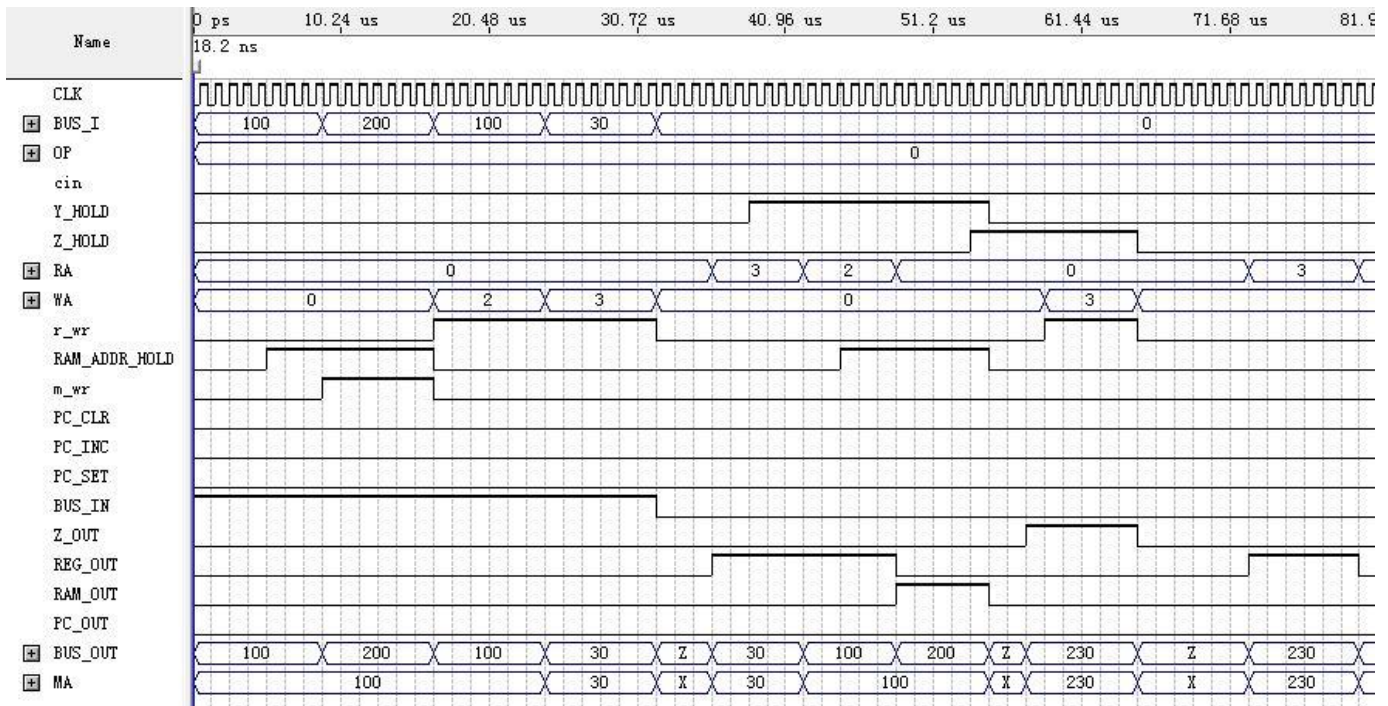 0 ps 10.24 us 20.48 us 30.72 us 40.96 us 51.2 us 61.44 us 71.68 us 81.9
Name
18.2 ns
CLK
BUS_I 100 200 100 30 0
OP 0
cin
Y_HOLD
Z_HOLD
RA 0 3 2 0 3
WA 0 2 3 0 3
r_wr
RAM_ADDR_HOLD
m_wr
PC_CLR
PC_INC
PC_SET
BUS_IN
Z_OUT
REG_OUT
RAM_OUT
PC_OUT
BUS_OUT 100 200 100 30 Z 30 100 200 Z 230 Z 230
MA 100 30 X 30 100 X 230 X 230